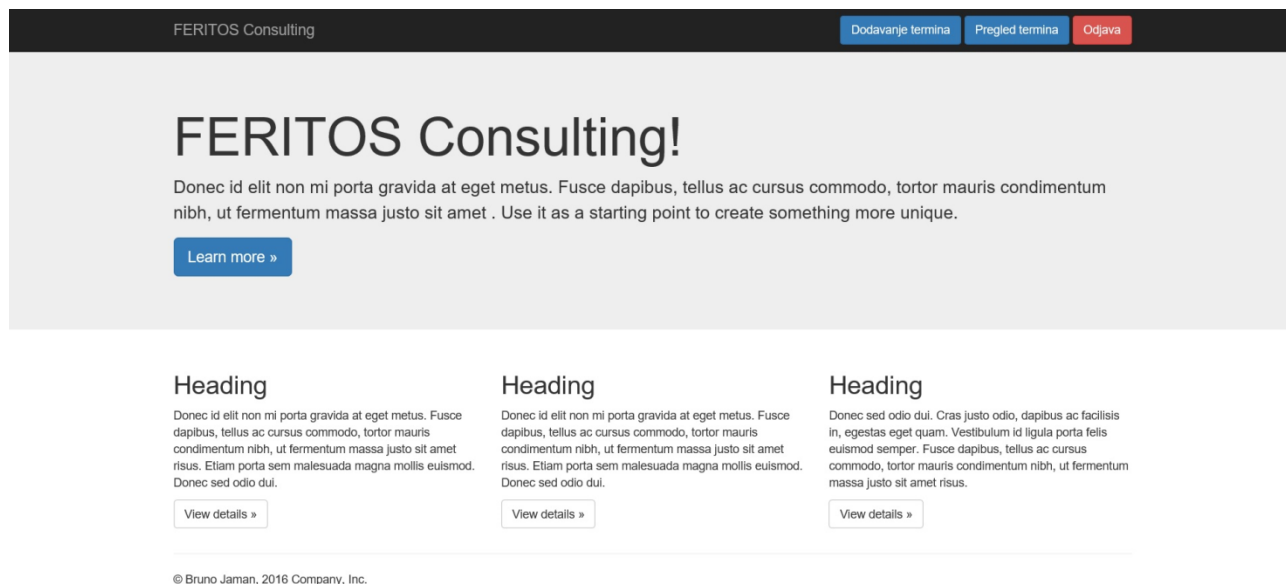 FERITOS Consulting
Dodavanje termina
Pregled termina
Odjava
FERITOS Consulting!
Donec id elit non mi porta gravida at eget metus. Fusce dapibus, tellus ac cursus commodo, tortor mauris condimentum
nibh, ut fermentum massa justo sit amet . Use it as a starting point to create something more unique.
Learn more »
Heading
Donec id elit non mi porta gravida at eget metus. Fusce
dapibus, tellus ac cursus commodo, tortor mauris
condimentum nibh, ut fermentum massa justo sit amet
risus. Etiam porta sem malesuada magna mollis euismod.
Donec sed odio dui.
View details »
Heading
Donec id elit non mi porta gravida at eget metus. Fusce
dapibus, tellus ac cursus commodo, tortor mauris
condimentum nibh, ut fermentum massa justo sit amet
risus. Etiam porta sem malesuada magna mollis euismod.
Donec sed odio dui.
View details »
Heading
Donec sed odio dui. Cras justo odio, dapibus ac facilisis
in, egestas eget quam. Vestibulum id ligula porta felis
euismod semper. Fusce dapibus, tellus ac cursus
commodo, tortor mauris condimentum nibh, ut fermentum
massa justo sit amet risus.
View details »
© Bruno Jaman, 2016 Company, Inc.